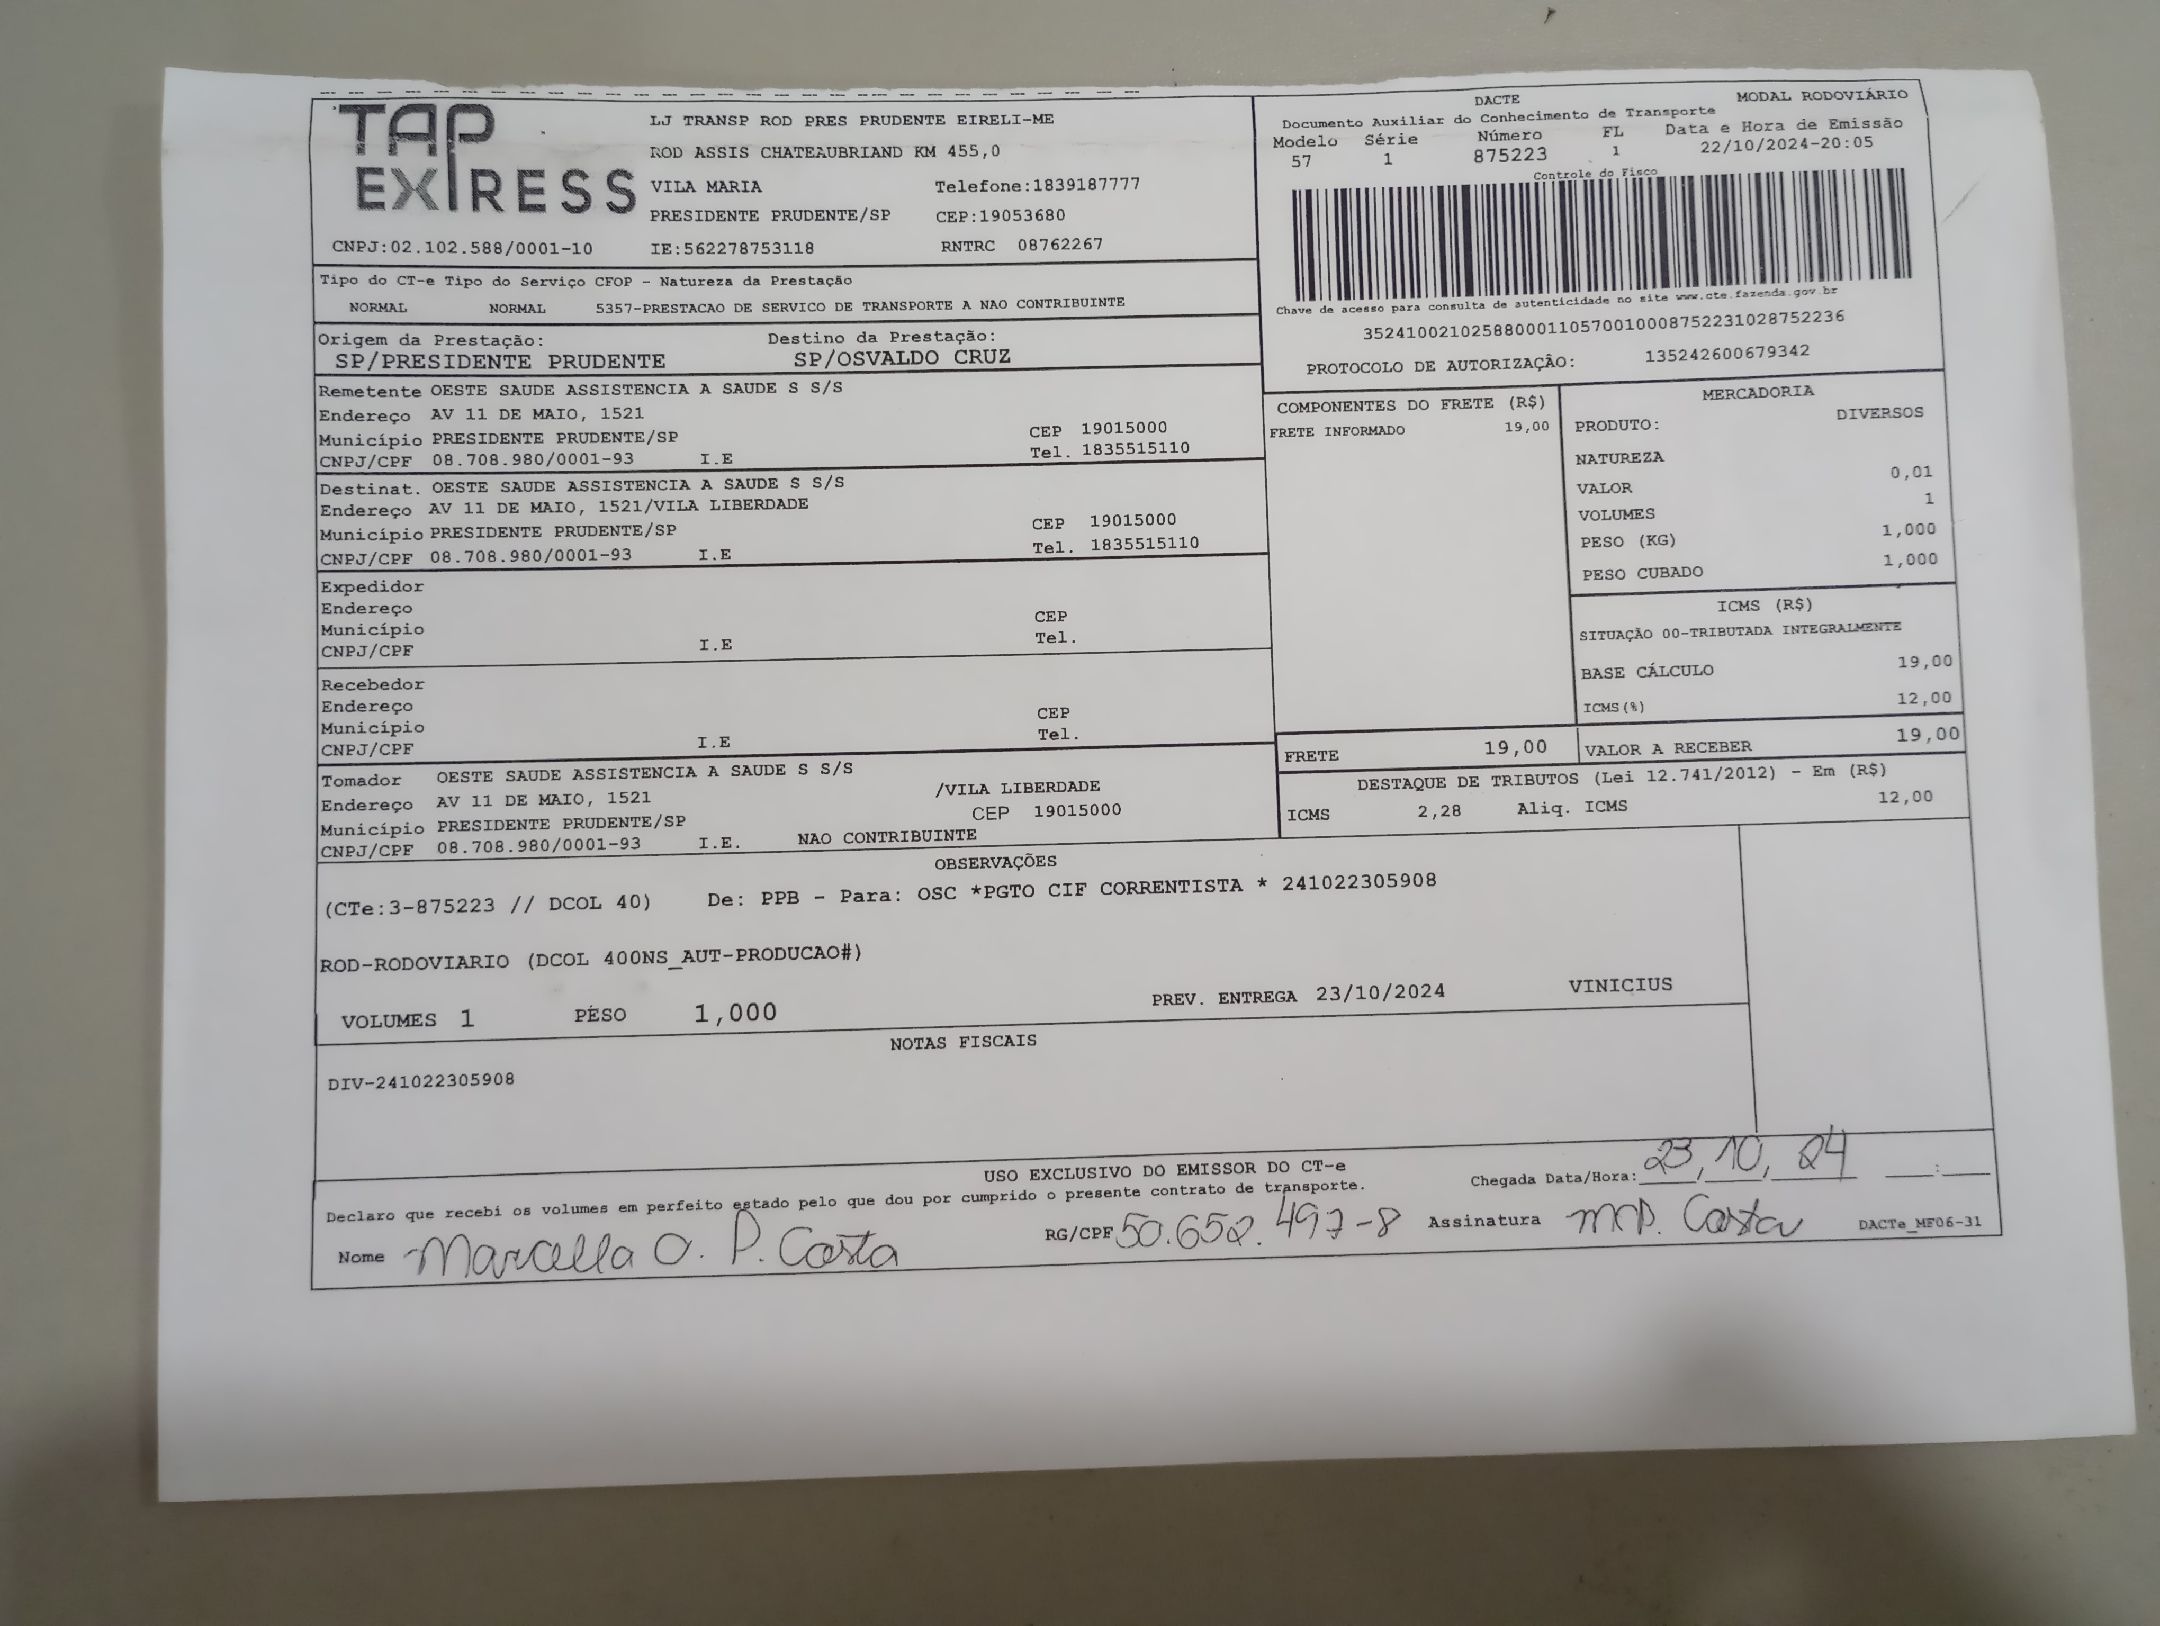 TAP EXPRESS
LJ TRANSP ROD PRES PRUDENTE EIRELI-ME
ROD ASSIS CHATEAUBRIAND KM 455,0
VILA MARIA Telefone:1839187777
PRESIDENTE PRUDENTE/SP CEP:19053680
CNPJ:02.102.588/0001-10 IE:562278753118 RNTRC 08762267
DACTE MODAL RODOVIÁRIO
Documento Auxiliar do Conhecimento de Transporte
Modelo Série Número FL Data e Hora de Emissão
57 1 875223 1 22/10/2024-20:05
Controle do Fisco
Chave de acesso para consulta de autenticidade no site www.cte.fazenda.gov.br
35241002102588000110570010008752231028752236
PROTOCOLO DE AUTORIZAÇÃO: 135242600679342
Tipo do CT-e Tipo do Serviço CFOP - Natureza da Prestação
NORMAL NORMAL 5357-PRESTACAO DE SERVICO DE TRANSPORTE A NAO CONTRIBUINTE
Origem da Prestação: Destino da Prestação:
SP/PRESIDENTE PRUDENTE SP/OSVALDO CRUZ
Remetente OESTE SAUDE ASSISTENCIA A SAUDE S S/S
Endereço AV 11 DE MAIO, 1521
Município PRESIDENTE PRUDENTE/SP CEP 19015000
CNPJ/CPF 08.708.980/0001-93 I.E Tel. 1835515110
Destinat. OESTE SAUDE ASSISTENCIA A SAUDE S S/S
Endereço AV 11 DE MAIO, 1521/VILA LIBERDADE
Município PRESIDENTE PRUDENTE/SP CEP 19015000
CNPJ/CPF 08.708.980/0001-93 I.E Tel. 1835515110
Expedidor
Endereço
Município CEP
CNPJ/CPF I.E Tel.
Recebedor
Endereço
Município CEP
CNPJ/CPF I.E Tel.
Tomador OESTE SAUDE ASSISTENCIA A SAUDE S S/S
Endereço AV 11 DE MAIO, 1521 /VILA LIBERDADE
Município PRESIDENTE PRUDENTE/SP CEP 19015000
CNPJ/CPF 08.708.980/0001-93 I.E. NAO CONTRIBUINTE
COMPONENTES DO FRETE (R$)
FRETE INFORMADO 19,00
MERCADORIA
PRODUTO: DIVERSOS
NATUREZA
VALOR 0,01
VOLUMES 1
PESO (KG) 1,000
PESO CUBADO 1,000
ICMS (R$)
SITUAÇÃO 00-TRIBUTADA INTEGRALMENTE
BASE CÁLCULO 19,00
ICMS(%) 12,00
FRETE 19,00 VALOR A RECEBER 19,00
DESTAQUE DE TRIBUTOS (Lei 12.741/2012) - Em (R$)
ICMS 2,28 Aliq. ICMS 12,00
OBSERVAÇÕES
(CTe:3-875223 // DCOL 40) De: PPB - Para: OSC *PGTO CIF CORRENTISTA * 241022305908
ROD-RODOVIARIO (DCOL 400NS_AUT-PRODUCAO#)
VOLUMES 1 PESO 1,000 PREV. ENTREGA 23/10/2024 VINICIUS
NOTAS FISCAIS
DIV-241022305908
USO EXCLUSIVO DO EMISSOR DO CT-e
Chegada Data/Hora: 23/10/24 :
Declaro que recebi os volumes em perfeito estado pelo que dou por cumprido o presente contrato de transporte.
Nome Marcella O. P. Costa RG/CPF 50.652.497-8 Assinatura MOP. Costa DACTe_MF06-31